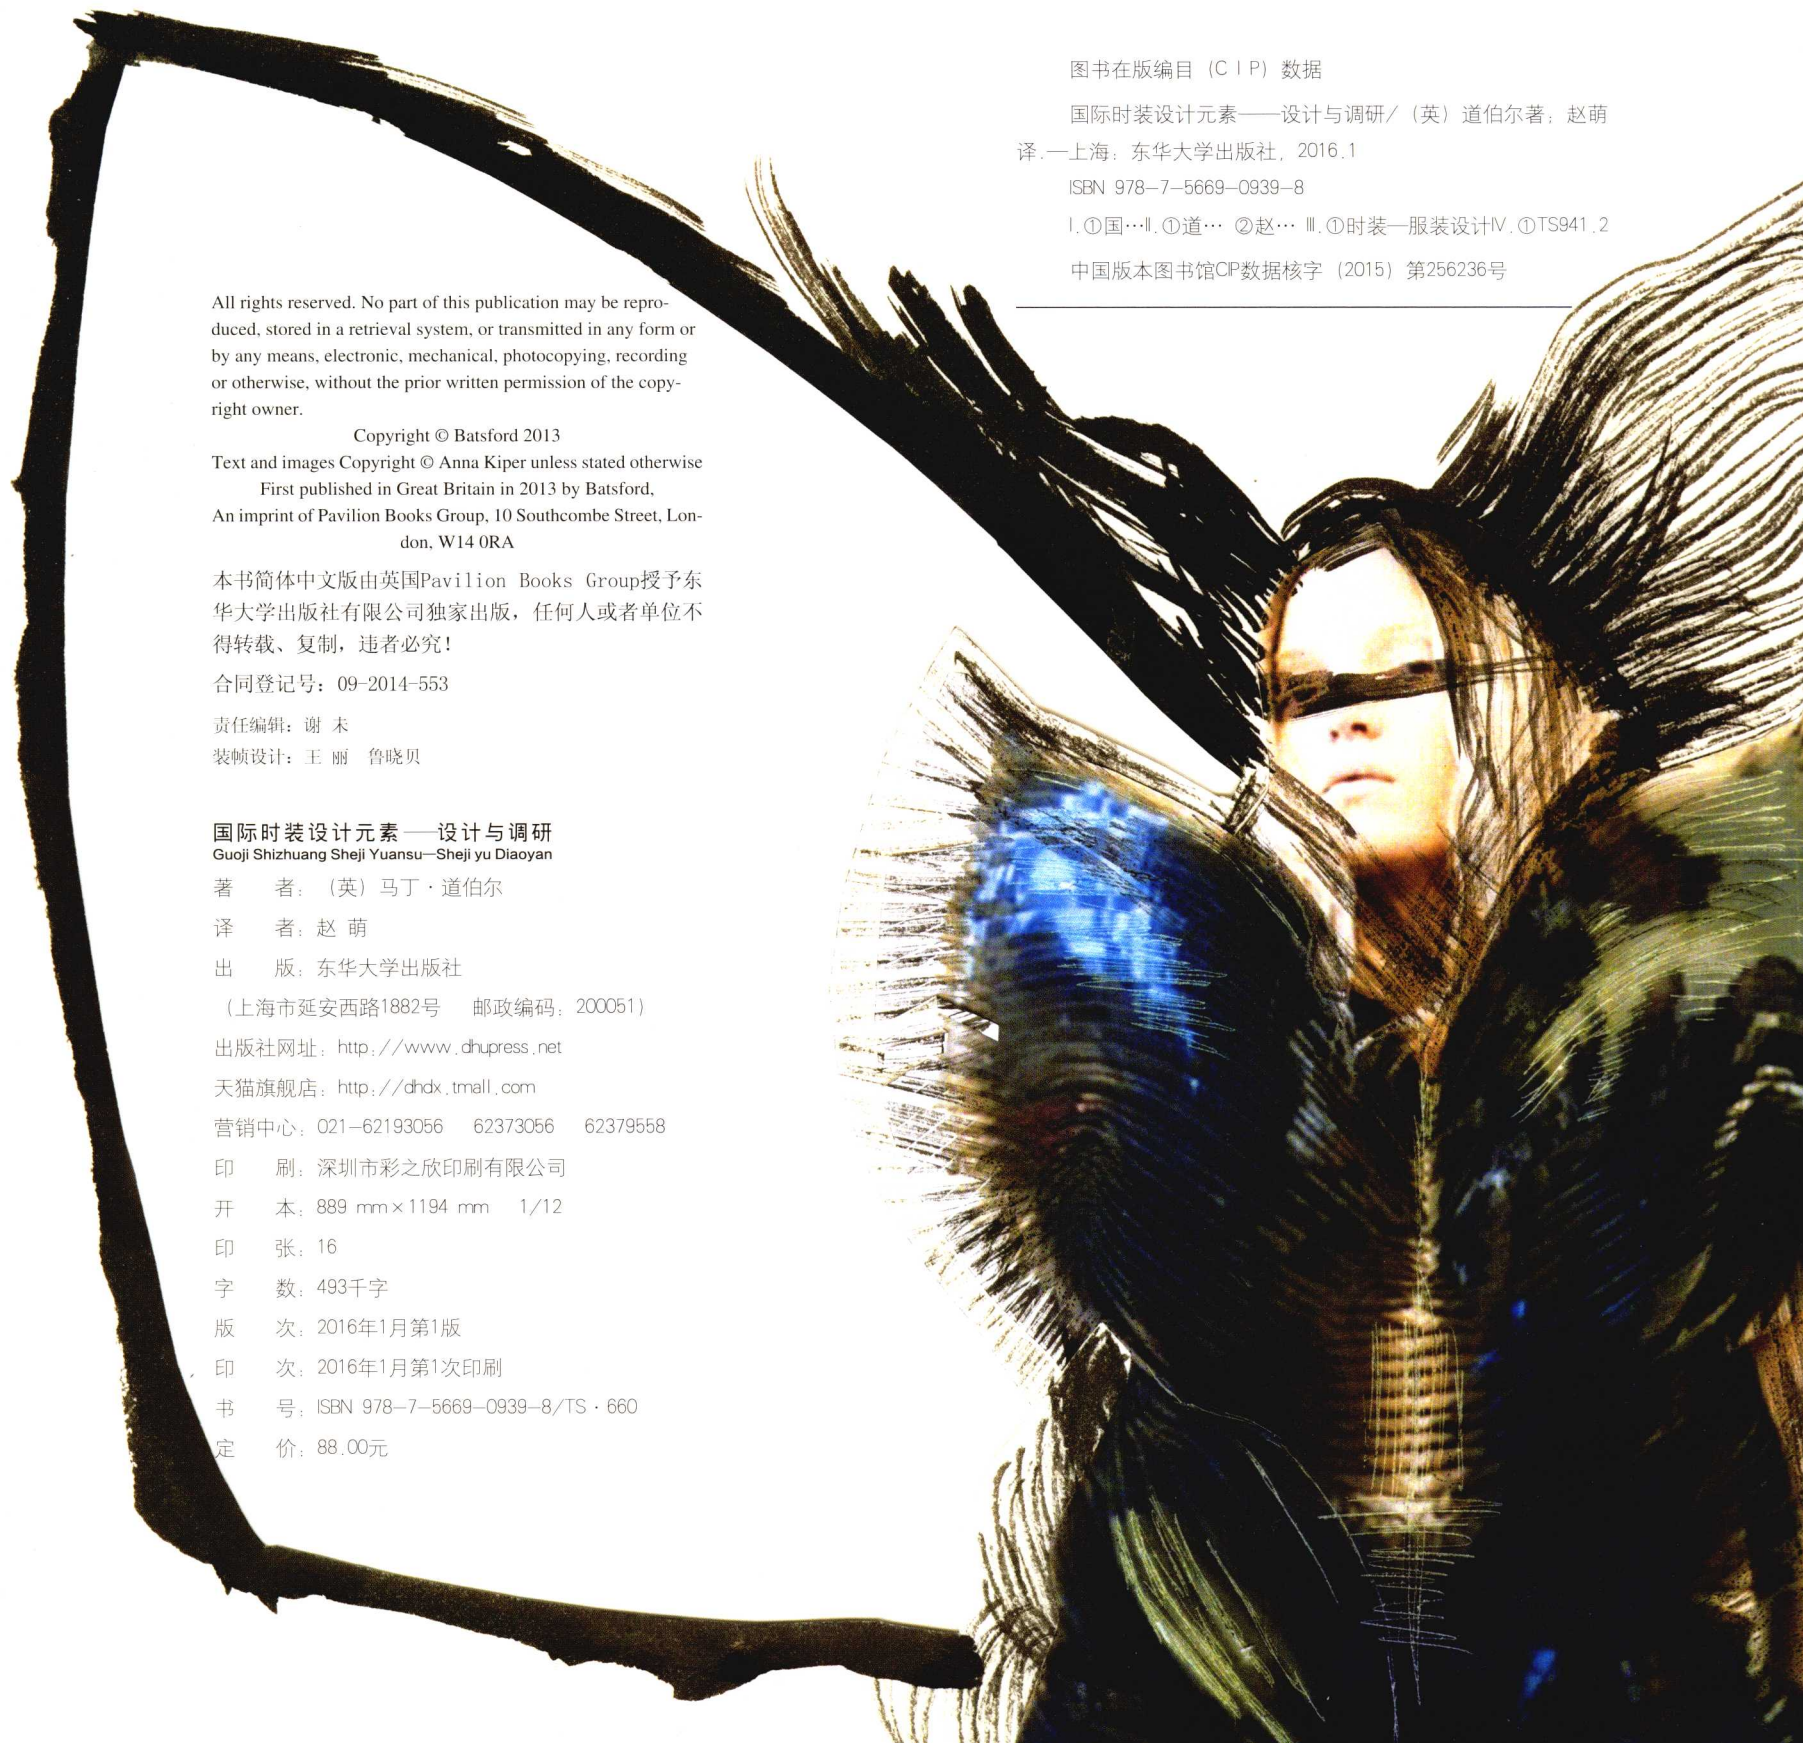 图书在版编目（CIP）数据
国际时装设计元素——设计与调研/（英）道伯尔著；赵萌
译.—上海：东华大学出版社，2016.1
ISBN 978-7-5669-0939-8
Ⅰ.①国…Ⅱ.①道… ②赵… Ⅲ.①时装—服装设计Ⅳ.①TS941.2
中国版本图书馆CIP数据核字（2015）第256236号
All rights reserved. No part of this publication may be repro-
duced, stored in a retrieval system, or transmitted in any form or
by any means, electronic, mechanical, photocopying, recording
or otherwise, without the prior written permission of the copy-
right owner.
Copyright © Batsford 2013
Text and images Copyright © Anna Kiper unless stated otherwise
First published in Great Britain in 2013 by Batsford,
An imprint of Pavilion Books Group, 10 Southcombe Street, Lon-
don, W14 0RA
本书简体中文版由英国Pavilion Books Group授予东
华大学出版社有限公司独家出版，任何人或者单位不
得转载、复制，违者必究！
合同登记号：09-2014-553
责任编辑：谢 未
装帧设计：王 丽 鲁晓贝
国际时装设计元素——设计与调研
Guoji Shizhuang Sheji Yuansu—Sheji yu Diaoyan
著 者：（英）马丁·道伯尔
译 者：赵 萌
出 版：东华大学出版社
（上海市延安西路1882号 邮政编码：200051）
出版社网址：http://www.dhupress.net
天猫旗舰店：http://dhdx.tmall.com
营销中心：021-62193056 62373056 62379558
印 刷：深圳市彩之欣印刷有限公司
开 本：889 mm×1194 mm 1/12
印 张：16
字 数：493千字
版 次：2016年1月第1版
印 次：2016年1月第1次印刷
书 号：ISBN 978-7-5669-0939-8/TS·660
定 价：88.00元